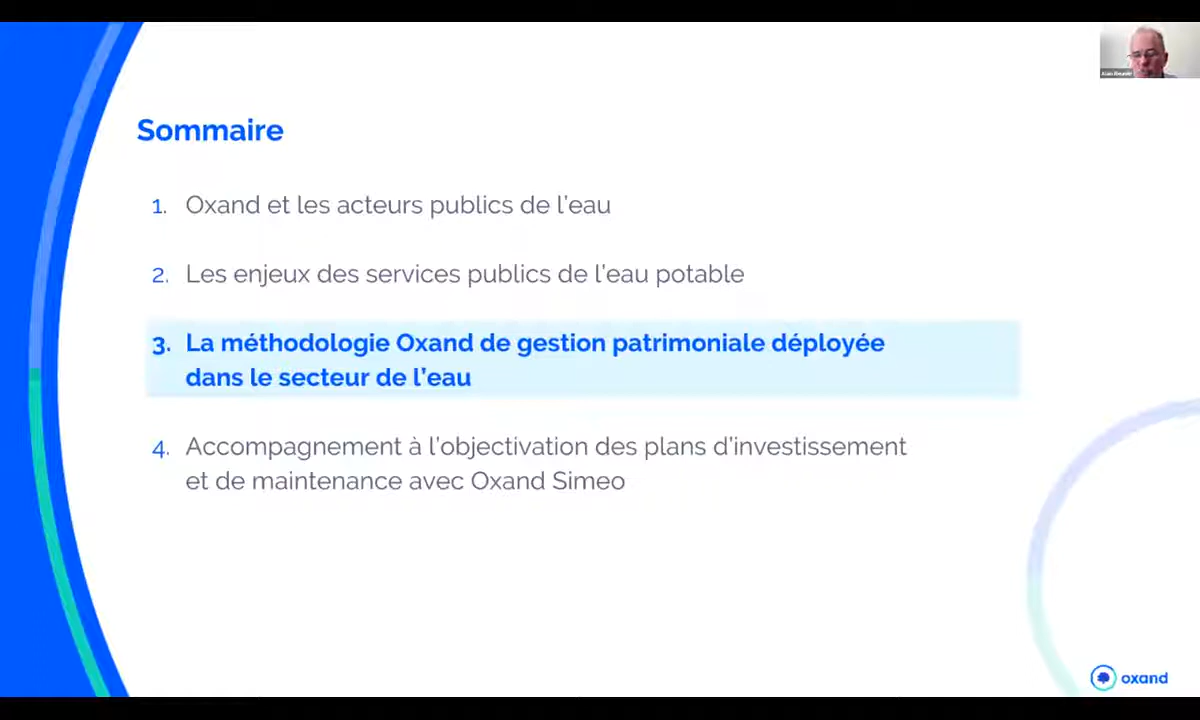 Sommaire
1. Oxand et les acteurs publics de l'eau
2. Les enjeux des services publics de l'eau potable
3. La méthodologie Oxand de gestion patrimoniale déployée
dans le secteur de l'eau
4. Accompagnement à l'objectivation des plans d'investissement
et de maintenance avec Oxand Simeo
oxand